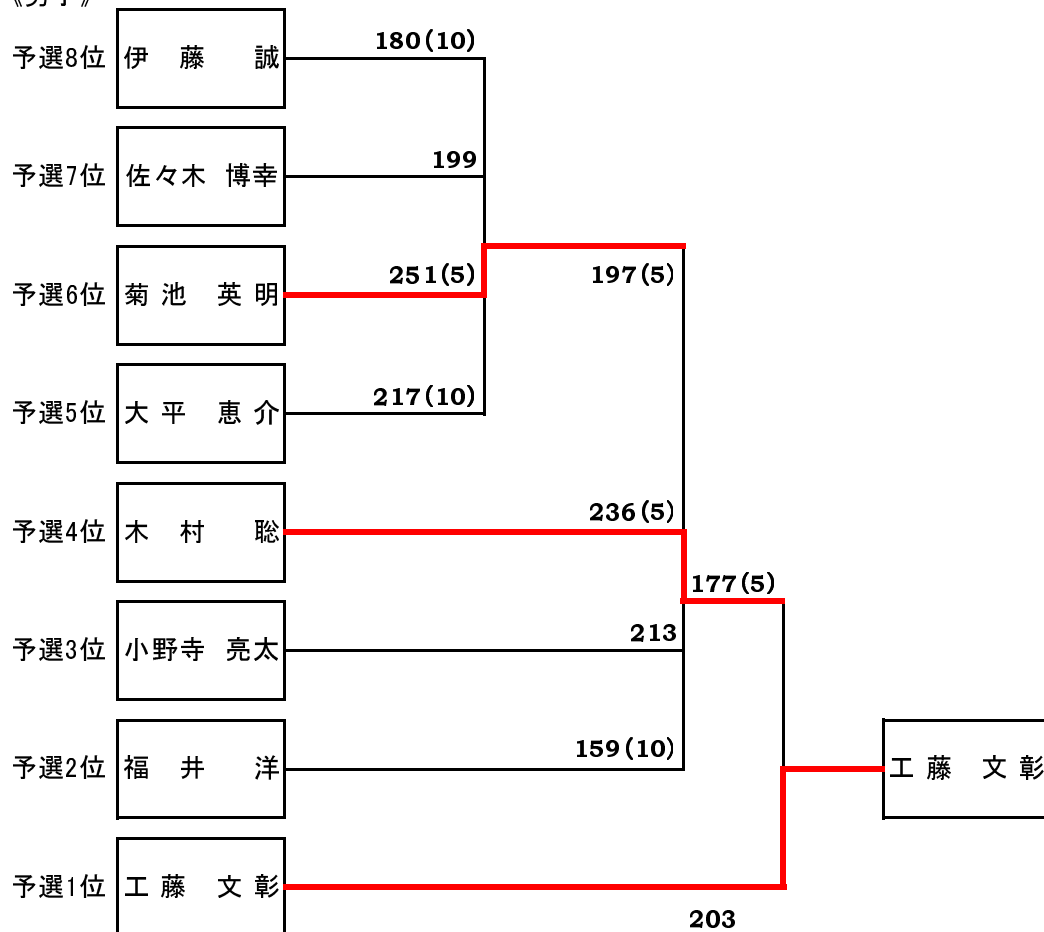 《男子》
180(10)
予選8位 伊 藤 誠
199
予選7位 佐々木 博幸
251(5) 197(5)
予選6位 菊 池 英 明
217(10)
予選5位 大 平 恵 介
236(5)
予選4位 木 村 聡
177(5)
213
予選3位 小野寺 亮太
159(10)
予選2位 福 井 洋 工 藤 文 彰
予選1位 工 藤 文 彰
203